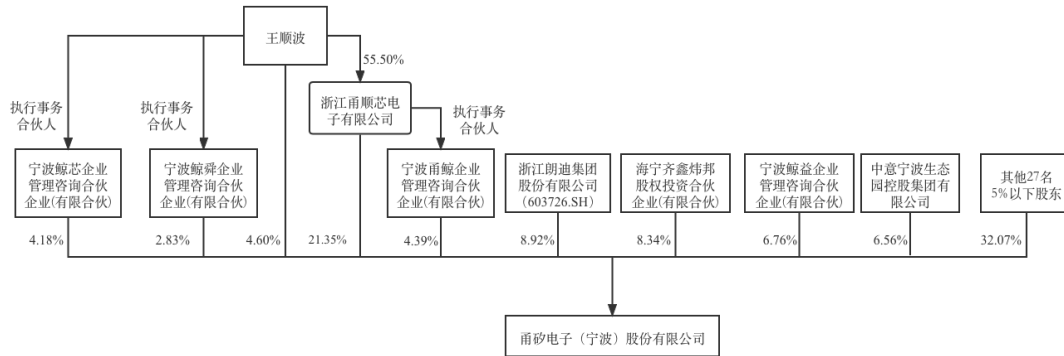 王顺波
55.50%
执行事务
合伙人
执行事务
合伙人
浙江甬顺芯电
子有限公司
执行事务
合伙人
宁波鲸芯企业
管理咨询合伙
企业(有限合伙)
宁波鲸舜企业
管理咨询合伙
企业(有限合伙)
宁波甬鲸企业
管理咨询合伙
企业(有限合伙)
浙江朗迪集团
股份有限公司
（603726.SH）
海宁齐鑫炜邦
股权投资合伙
企业(有限合伙)
宁波鲸益企业
管理咨询合伙
企业(有限合伙)
中意宁波生态
园控股集团有
限公司
其他27名
5%以下股东
4.18%
2.83%
4.60%
21.35%
4.39%
8.92%
8.34%
6.76%
6.56%
32.07%
甬矽电子（宁波）股份有限公司